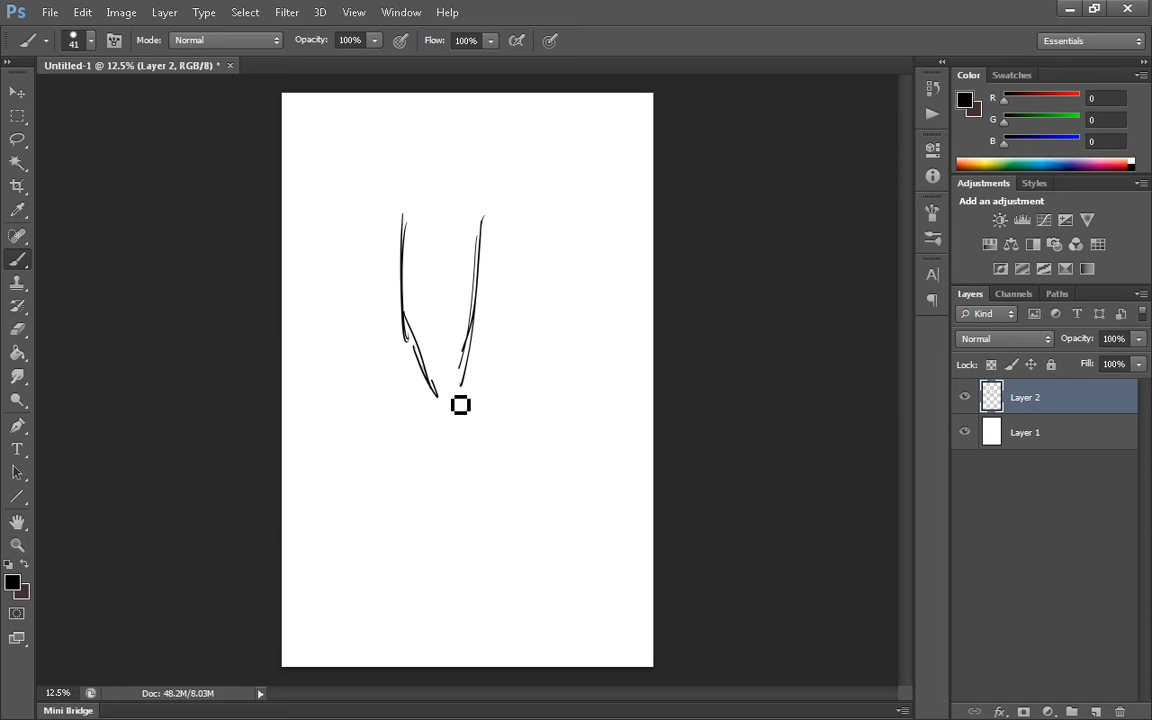 Ps File Edit Image Layer Type Select Filter 3D View Window Help
41 Mode: Normal Opacity: 100% Flow: 100% Essentials
Untitled-1 @ 12.5% (Layer 2, RGB/8) * ×
Color Swatches
R 0
G 0
B 0
Adjustments Styles
Add an adjustment
Layers Channels Paths
Kind
Normal Opacity: 100%
Lock: Fill: 100%
Layer 2
Layer 1
12.5% Doc: 48.2M/8.03M
Mini Bridge